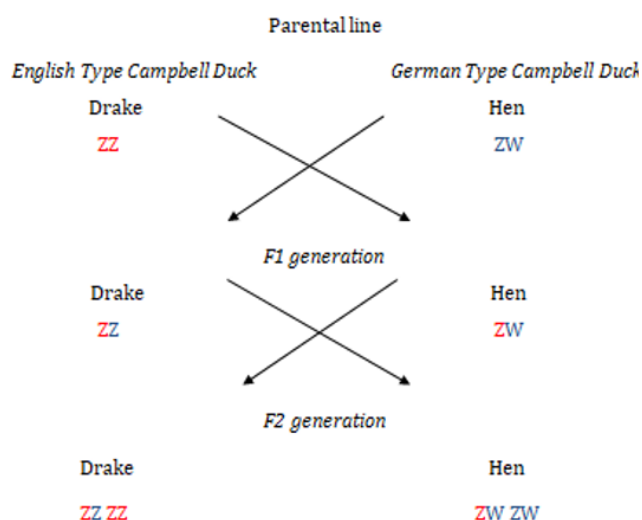 Parental line
English Type Campbell Duck German Type Campbell Duck
Drake Hen
ZZ ZW
F1 generation
Drake Hen
ZZ ZW
F2 generation
Drake Hen
ZZ ZZ ZW ZW